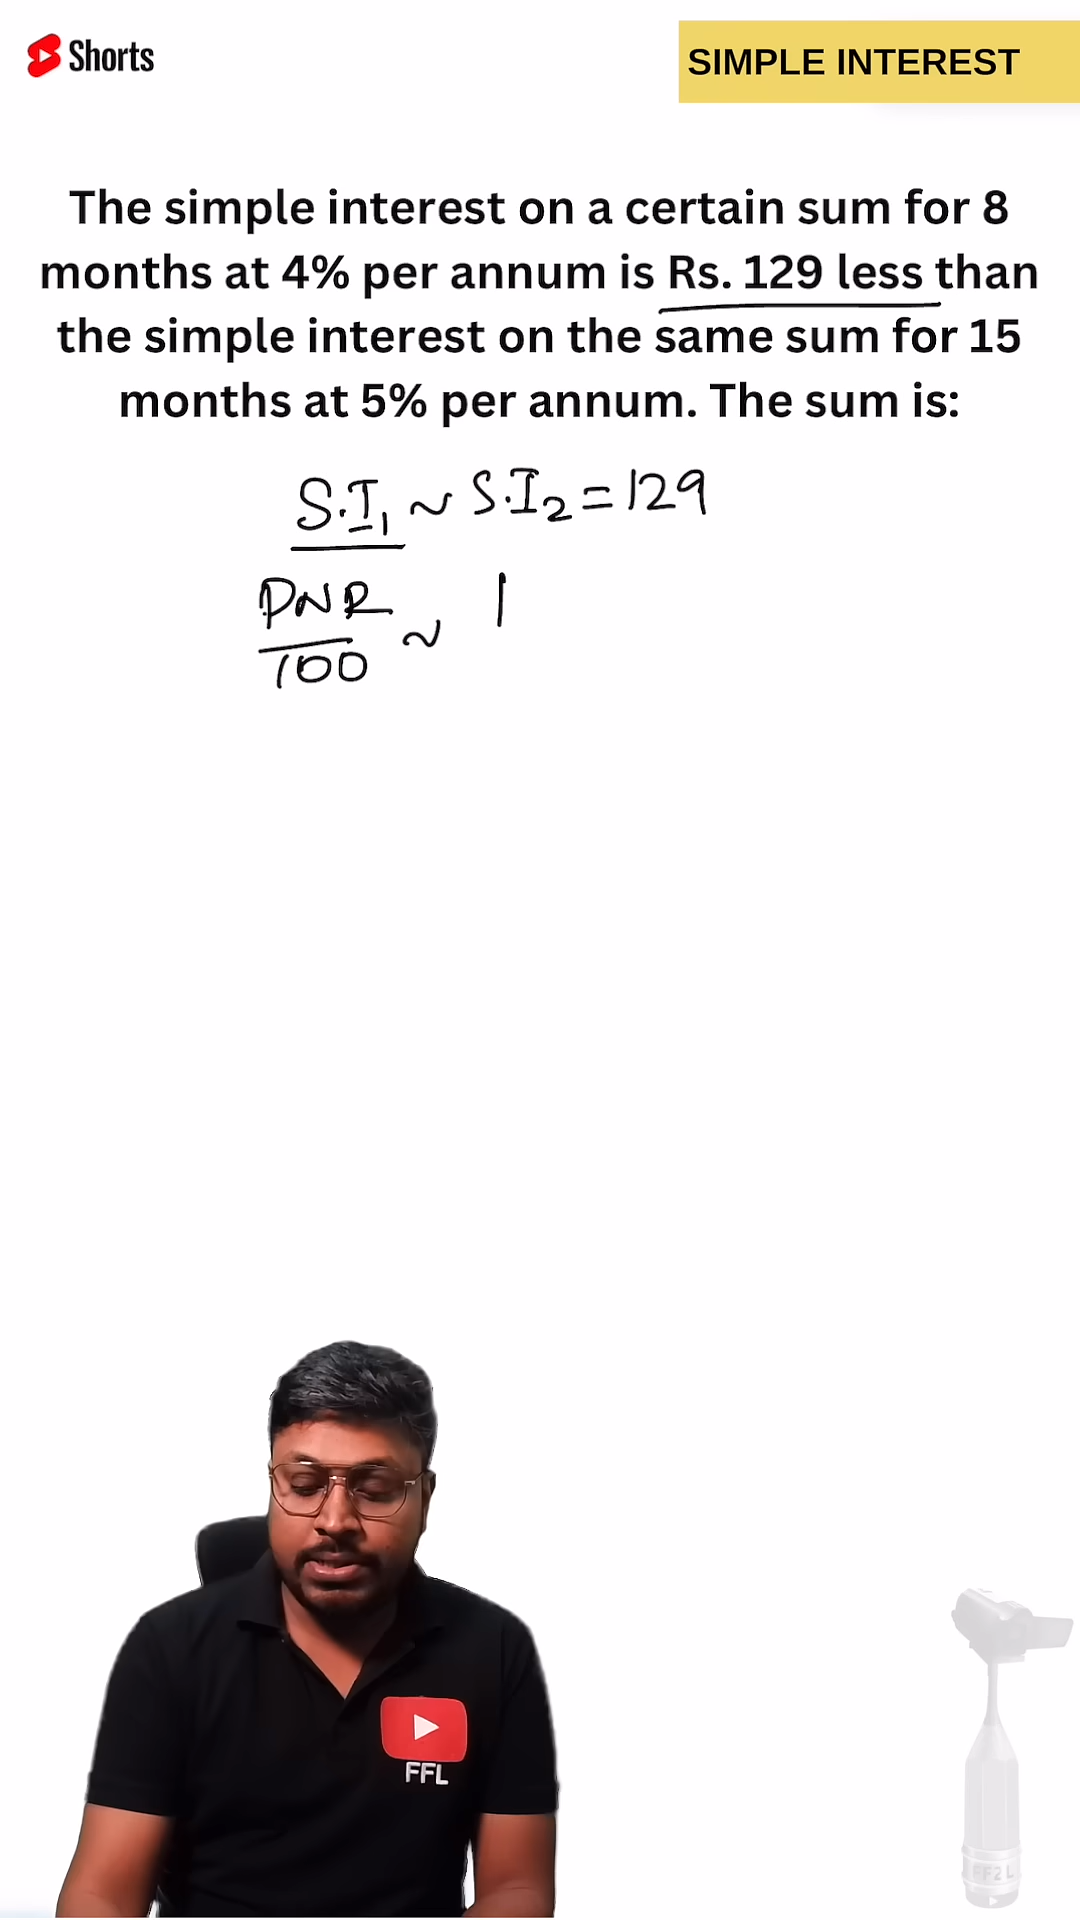 Shorts
SIMPLE INTEREST
The simple interest on a certain sum for 8
months at 4% per annum is Rs. 129 less than
the simple interest on the same sum for 15
months at 5% per annum. The sum is:
S.I₁ ~ S.I₂ = 129
PNR
100
~
FFL
FF2L